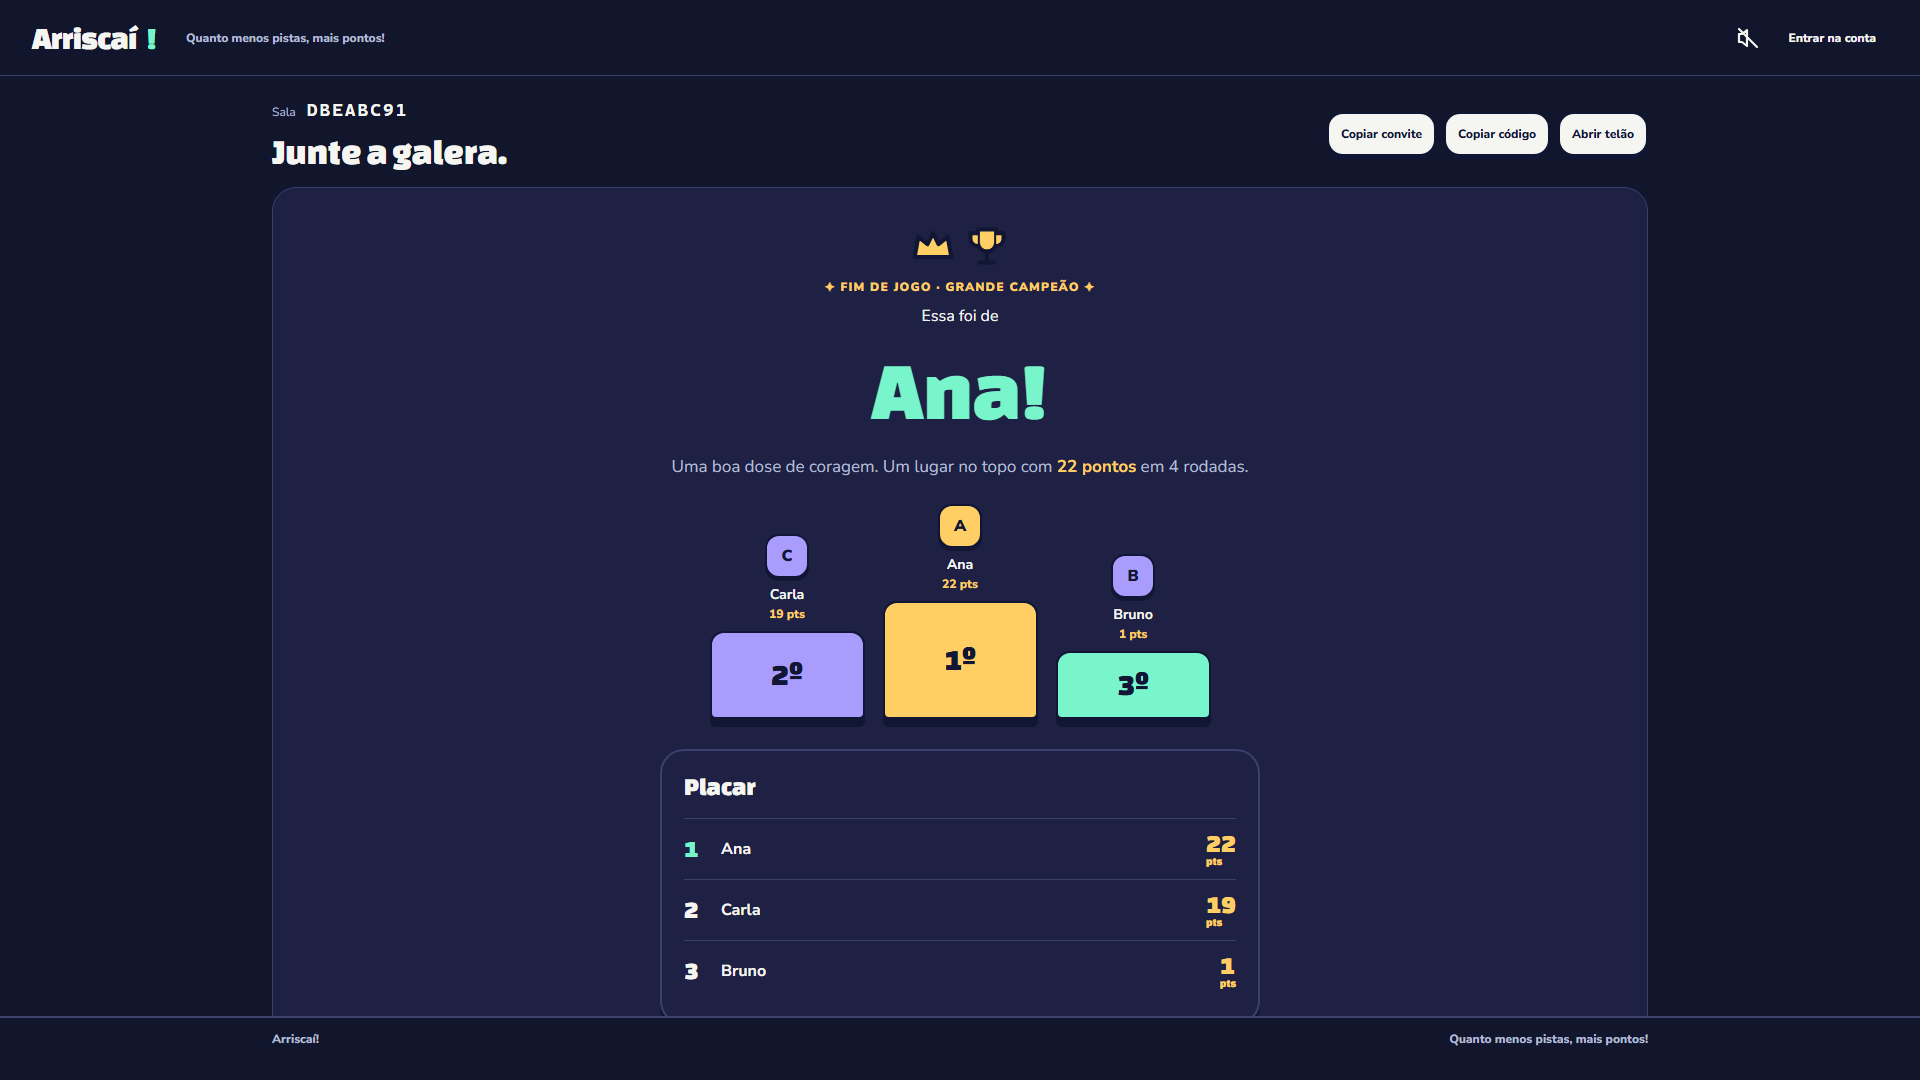 Arriscaí !
Quanto menos pistas, mais pontos!
Entrar na conta
Sala DBEABC91
Junte a galera.
Copiar convite
Copiar código
Abrir telão
✦ FIM DE JOGO · GRANDE CAMPEÃO ✦
Essa foi de
Ana!
Uma boa dose de coragem. Um lugar no topo com 22 pontos em 4 rodadas.
C
Carla
19 pts
2º
A
Ana
22 pts
1º
B
Bruno
1 pts
3º
Placar
1 Ana 22 pts
2 Carla 19 pts
3 Bruno 1 pts
Arriscaí!
Quanto menos pistas, mais pontos!